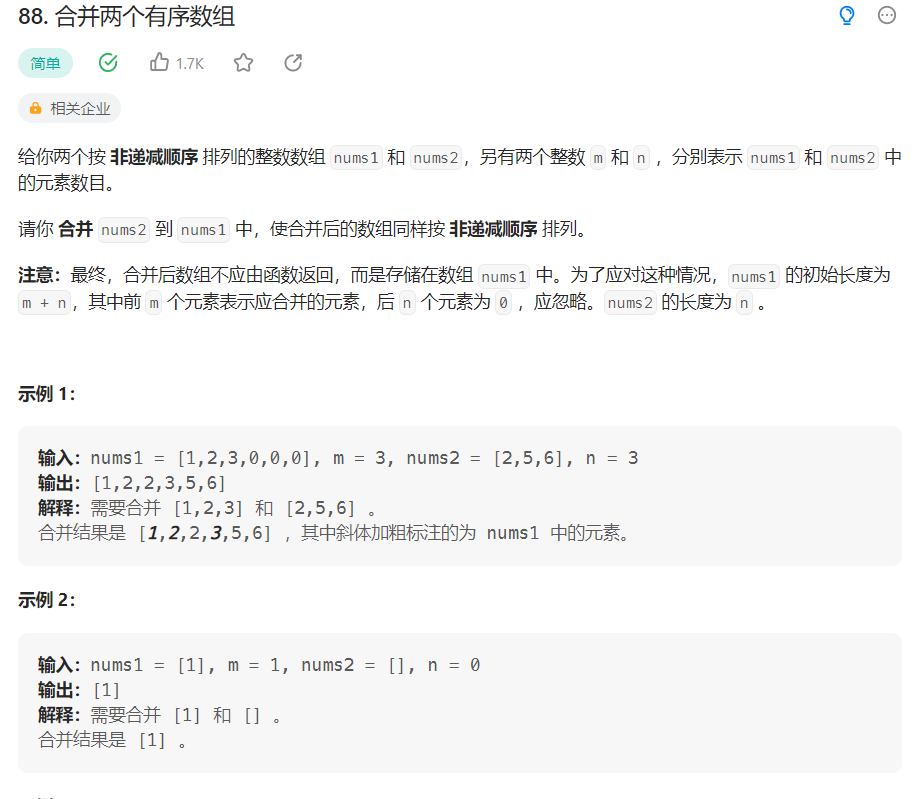 88. 合并两个有序数组
简单 1.7K
相关企业
给你两个按 非递减顺序 排列的整数数组 nums1 和 nums2，另有两个整数 m 和 n ，分别表示 nums1 和 nums2 中
的元素数目。
请你 合并 nums2 到 nums1 中，使合并后的数组同样按 非递减顺序 排列。
注意：最终，合并后数组不应由函数返回，而是存储在数组 nums1 中。为了应对这种情况，nums1 的初始长度为
m + n，其中前 m 个元素表示应合并的元素，后 n 个元素为 0 ，应忽略。nums2 的长度为 n 。
示例 1：
输入：nums1 = [1,2,3,0,0,0], m = 3, nums2 = [2,5,6], n = 3
输出：[1,2,2,3,5,6]
解释：需要合并 [1,2,3] 和 [2,5,6] 。
合并结果是 [1,2,2,3,5,6] ，其中斜体加粗标注的为 nums1 中的元素。
示例 2：
输入：nums1 = [1], m = 1, nums2 = [], n = 0
输出：[1]
解释：需要合并 [1] 和 [] 。
合并结果是 [1] 。